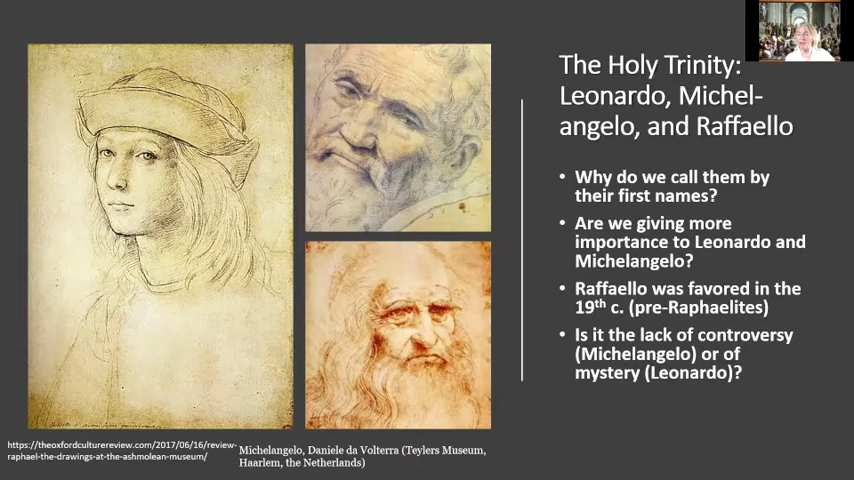 The Holy Trinity:
Leonardo, Michel-
angelo, and Raffaello
• Why do we call them by
their first names?
• Are we giving more
importance to Leonardo and
Michelangelo?
• Raffaello was favored in the
19th c. (pre-Raphaelites)
• Is it the lack of controversy
(Michelangelo) or of
mystery (Leonardo)?
https://theoxfordculturereview.com/2017/06/16/review-
raphael-the-drawings-at-the-ashmolean-museum/
Michelangelo, Daniele da Volterra (Teylers Museum,
Haarlem, the Netherlands)